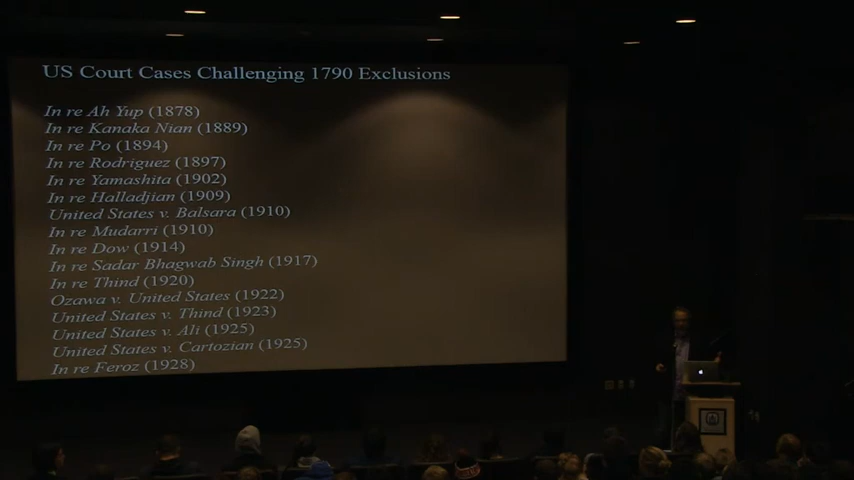 US Court Cases Challenging 1790 Exclusions
In re Ah Yup (1878)
In re Kanaka Nian (1889)
In re Po (1894)
In re Rodriguez (1897)
In re Yamashita (1902)
In re Halladjian (1909)
United States v. Balsara (1910)
In re Mudarri (1910)
In re Dow (1914)
In re Sadar Bhagwab Singh (1917)
In re Thind (1920)
Ozawa v. United States (1922)
United States v. Thind (1923)
United States v. Ali (1925)
United States v. Cartozian (1925)
In re Feroz (1928)